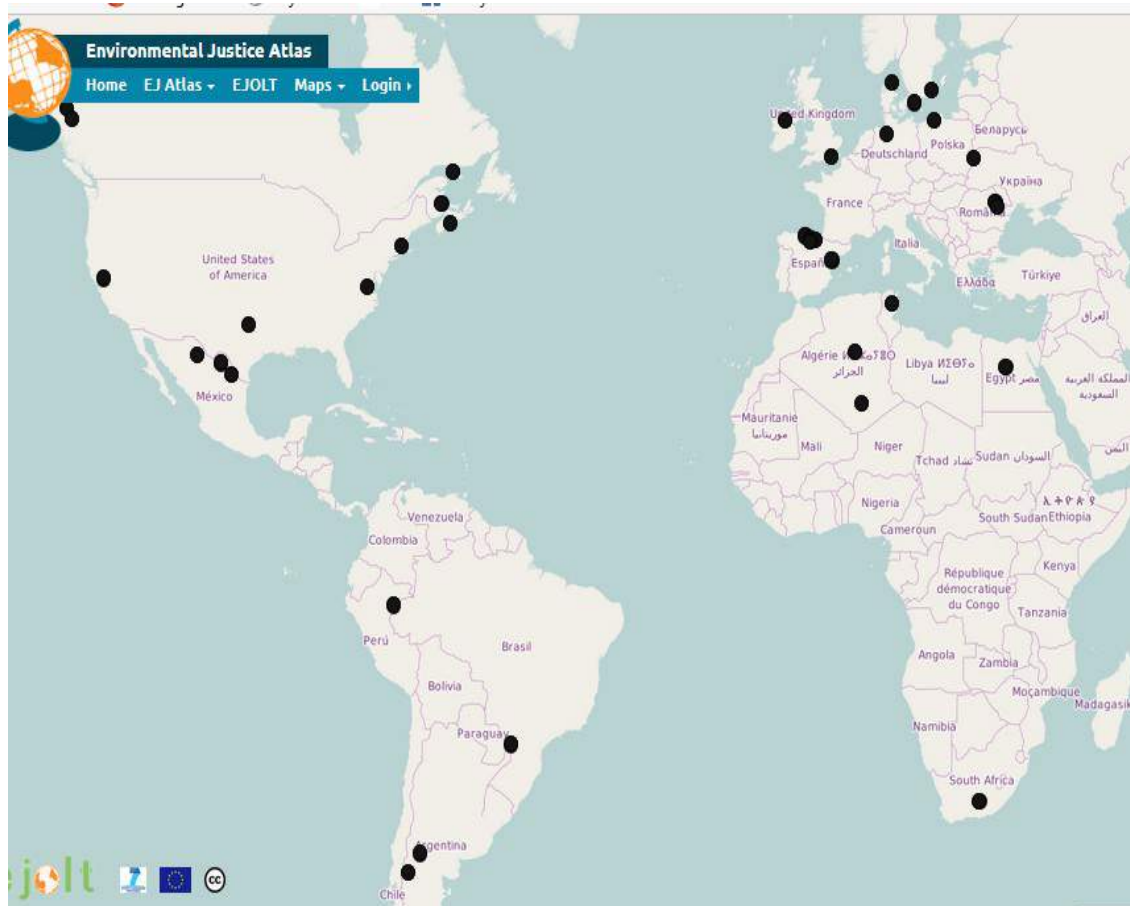 Environmental Justice Atlas
Home EJ Atlas EJOLT Maps Login
United Kingdom
Беларусь
Polska
Deutschland
Україна
France
România
Italia
España
Ελλάδα
Türkiye
United States
of America
العراق
Algérie
الجزائر
Libya ⵍⵉⴱⵢⴰ
ليبيا
Egypt مصر
المملكة العربية
السعودية
México
Mauritanie
موريتانيا
Mali
Niger
Tchad تشاد
Sudan السودان
اليمن
Nigeria
South Sudan
Ethiopia
Cameroun
Venezuela
Colombia
Kenya
République
démocratique
du Congo
Tanzania
Perú
Brasil
Angola
Zambia
Bolivia
Moçambique
Madagasik
Namibia
Paraguay
South Africa
Argentina
Chile
ejolt
cc